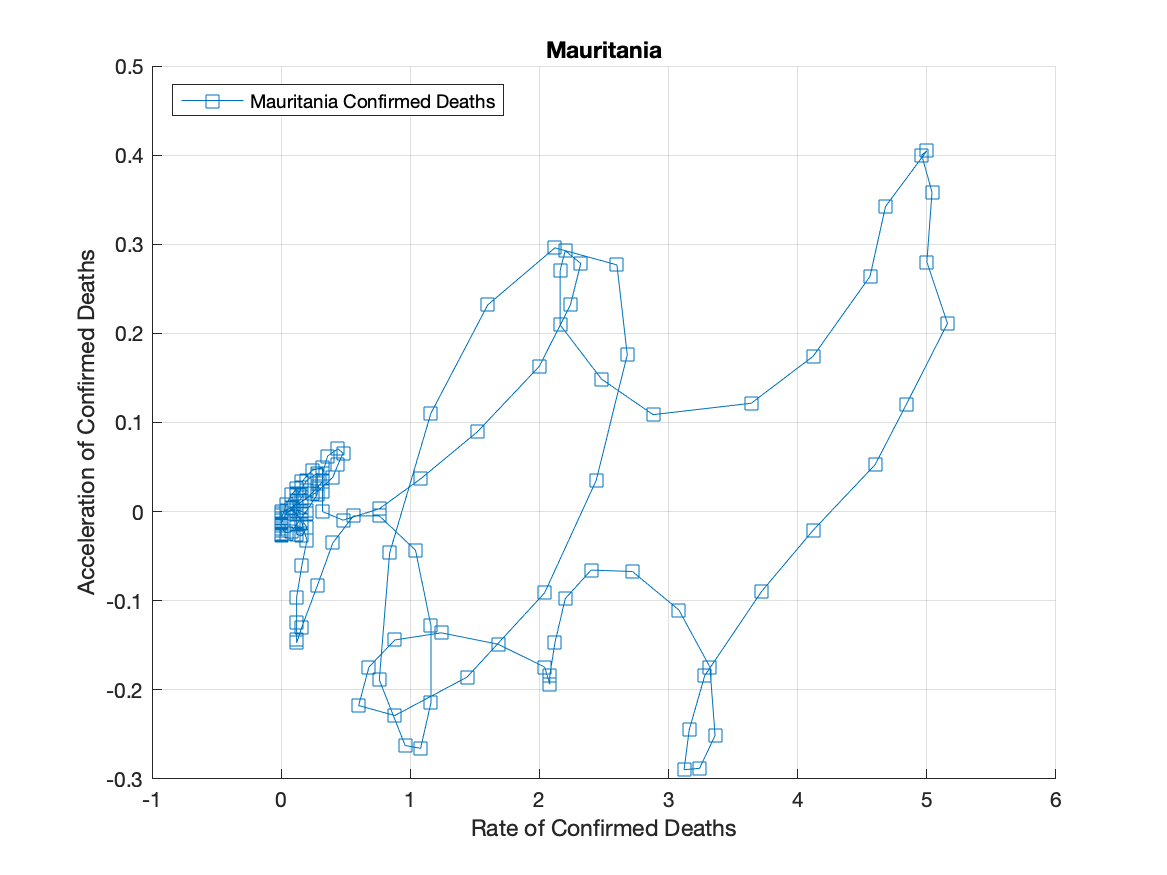 Mauritania
Mauritania Confirmed Deaths
0.5
0.4
0.3
0.2
0.1
0
-0.1
-0.2
-0.3
Acceleration of Confirmed Deaths
-1 0 1 2 3 4 5 6
Rate of Confirmed Deaths